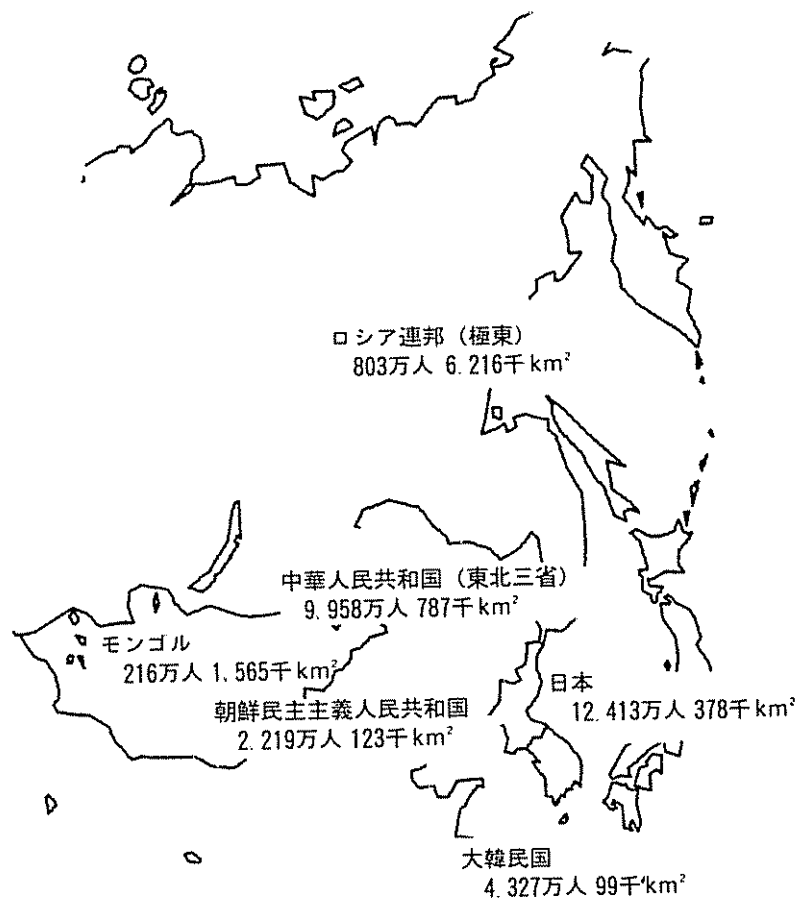 ロシア連邦（極東）
803万人 6.216千km²
中華人民共和国（東北三省）
9.958万人 787千km²
モンゴル
216万人 1,565千km²
朝鮮民主主義人民共和国
2.219万人 123千km²
日本
12.413万人 378千km²
大韓民国
4,327万人 99千km²